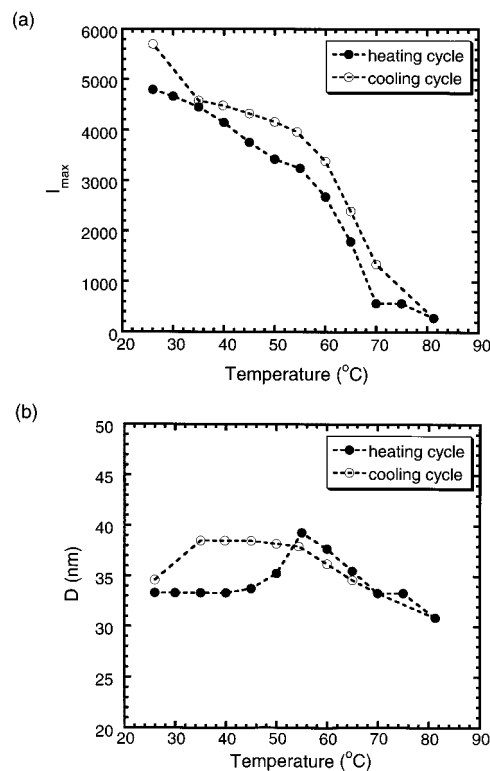 (a)
6000
5000
4000
3000
2000
1000
0
I max
heating cycle
cooling cycle
20 30 40 50 60 70 80 90
Temperature (°C)
(b)
50
45
40
35
30
25
20
D (nm)
heating cycle
cooling cycle
20 30 40 50 60 70 80 90
Temperature (°C)